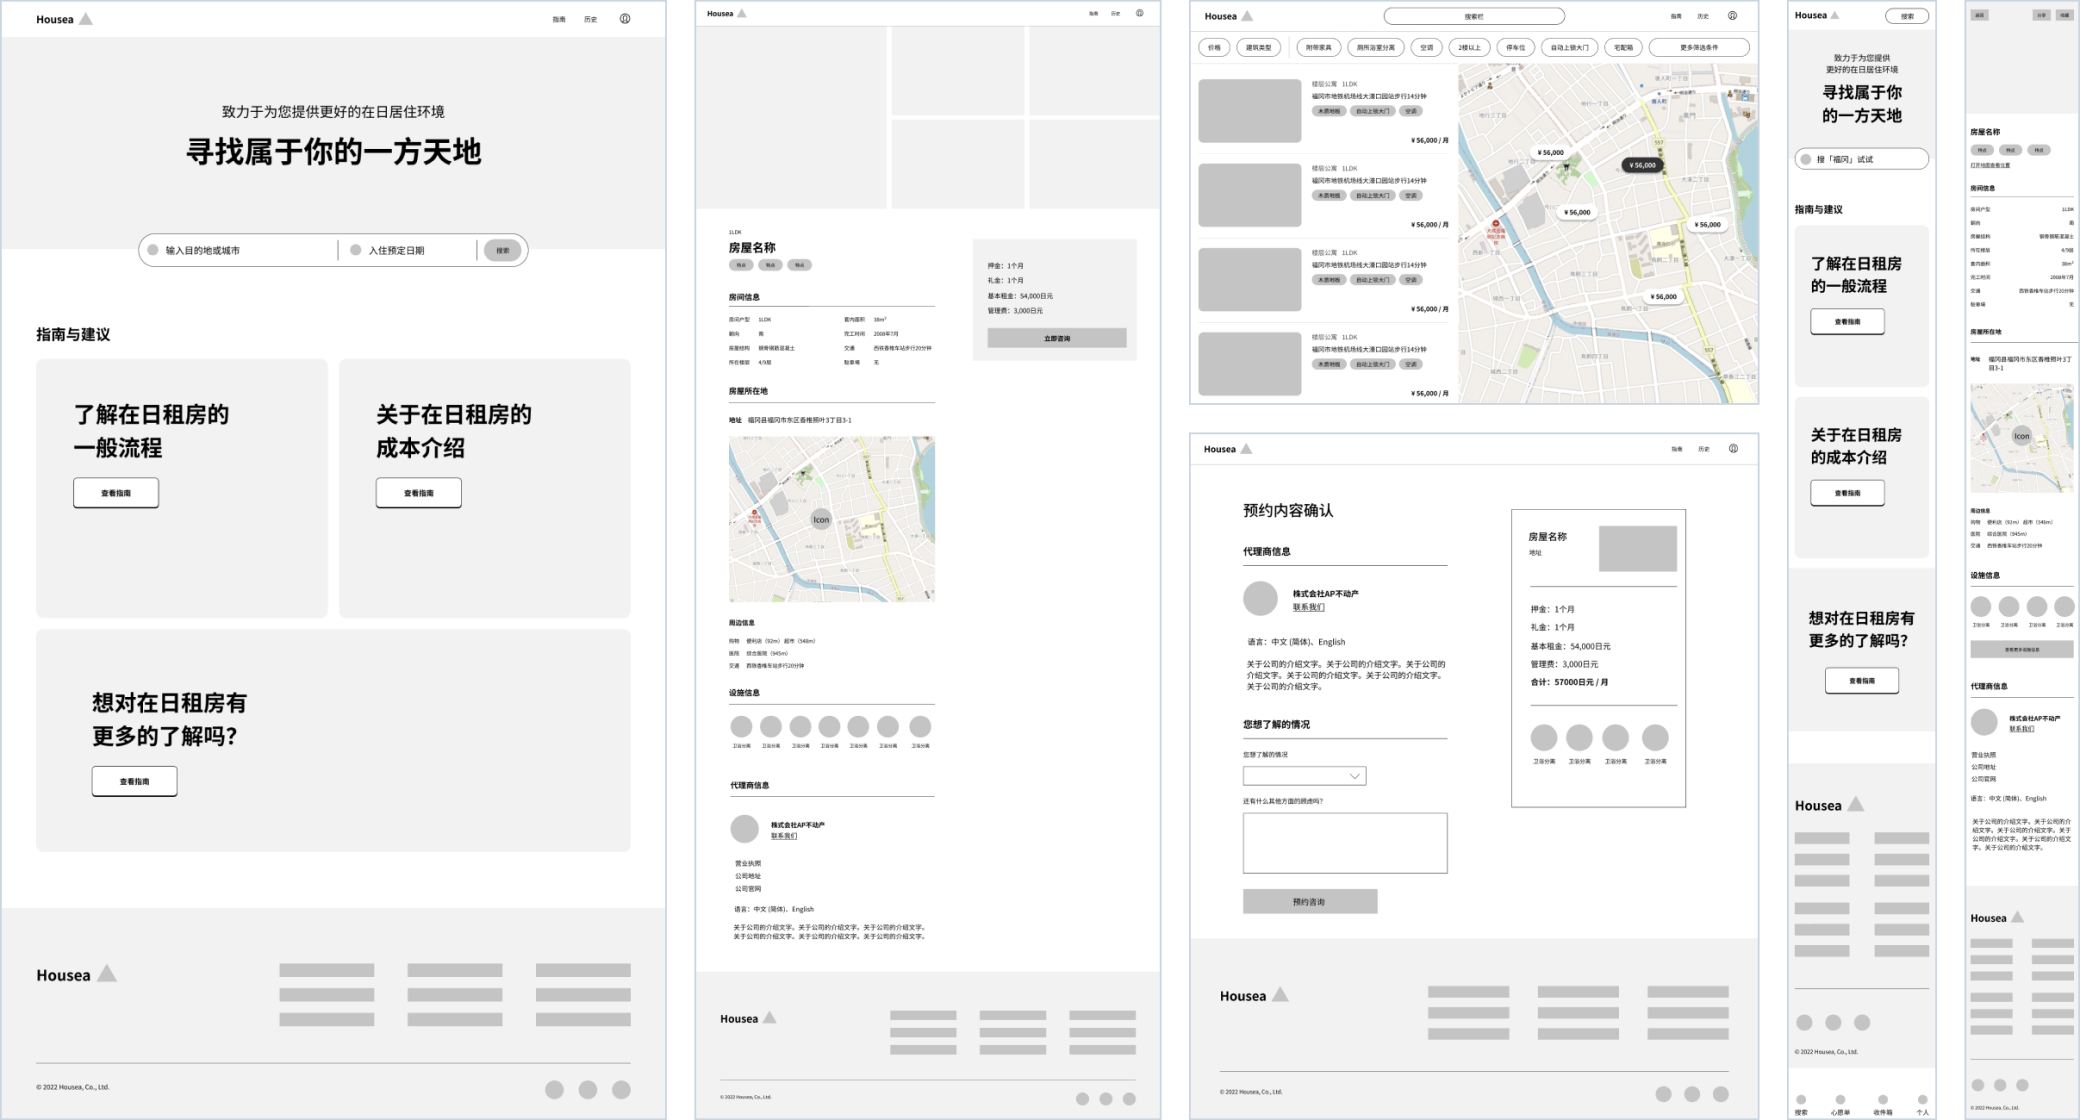 Housea
指南
历史
致力于为您提供更好的在日居住环境
寻找属于你的一方天地
输入目的地或城市
入住预定日期
搜索
指南与建议
了解在日租房的
一般流程
查看指南
关于在日租房的
成本介绍
查看指南
想对在日租房有
更多的了解吗？
查看指南
Housea
© 2022 Housea, Co., Ltd.
Housea
指南
历史
1LDK
房屋名称
特点
特点
特点
房间信息
房间户型 1LDK
套内面积 38m²
朝向 南
完工时间 2008年7月
房屋结构 钢骨钢筋混凝土
交通 西铁香椎车站步行20分钟
所在楼层 4/9层
驻车场 无
押金：1个月
礼金：1个月
基本租金：54,000日元
管理费：3,000日元
立即咨询
房屋所在地
地址 福冈县福冈市东区香椎照叶3丁目3-1
Icon
周边信息
购物 便利店（92m）超市（548m）
医院 综合医院（945m）
交通 西铁香椎车站步行20分钟
设施信息
卫浴分离
卫浴分离
卫浴分离
卫浴分离
卫浴分离
卫浴分离
卫浴分离
代理商信息
株式会社AP不动产
联系我们
营业执照
公司地址
公司官网
语言：中文 (简体)、English
关于公司的介绍文字。关于公司的介绍文字。关于公司的介绍文字。
关于公司的介绍文字。关于公司的介绍文字。关于公司的介绍文字。
Housea
© 2022 Housea, Co., Ltd.
Housea
搜索栏
指南
历史
价格
建筑类型
附带家具
厕所浴室分离
空调
2楼以上
停车位
自动上锁大门
宅配箱
更多筛选条件
楼层公寓 1LDK
福冈市地铁机场线大濠口园站步行14分钟
木质地板
自动上锁大门
空调
¥ 56,000 / 月
楼层公寓 1LDK
福冈市地铁机场线大濠口园站步行14分钟
木质地板
自动上锁大门
空调
¥ 56,000 / 月
楼层公寓 1LDK
福冈市地铁机场线大濠口园站步行14分钟
木质地板
自动上锁大门
空调
¥ 56,000 / 月
楼层公寓 1LDK
福冈市地铁机场线大濠口园站步行14分钟
木质地板
自动上锁大门
空调
¥ 56,000 / 月
¥ 56,000
¥ 56,000
¥ 56,000
¥ 56,000
¥ 56,000
Housea
指南
历史
预约内容确认
代理商信息
株式会社AP不动产
联系我们
语言：中文 (简体)、English
关于公司的介绍文字。关于公司的介绍文字。关于公司的
介绍文字。关于公司的介绍文字。关于公司的介绍文字。
关于公司的介绍文字。
您想了解的情况
您想了解的情况
还有什么其他方面的顾虑吗？
预约咨询
房屋名称
地址
押金：1个月
礼金：1个月
基本租金：54,000日元
管理费：3,000日元
合计：57000日元 / 月
卫浴分离
卫浴分离
卫浴分离
卫浴分离
Housea
© 2022 Housea, Co., Ltd.
Housea
搜索
致力于为您提供
更好的在日居住环境
寻找属于你
的一方天地
搜「福冈」试试
指南与建议
了解在日租房
的一般流程
查看指南
关于在日租房
的成本介绍
查看指南
想对在日租房有
更多的了解吗？
查看指南
Housea
© 2022 Housea, Co., Ltd.
搜索
心愿单
收件箱
个人
返回
分享
收藏
房屋名称
特点
特点
特点
打开地图查看位置
房间信息
房间户型 1LDK
朝向 南
房屋结构 钢骨钢筋混凝土
所在楼层 4/9层
套内面积 38m²
完工时间 2008年7月
交通 西铁香椎车站步行20分钟
驻车场 无
房屋所在地
地址 福冈县福冈市东区香椎照叶3丁
目3-1
Icon
周边信息
购物 便利店（92m）超市（548m）
医院 综合医院（945m）
交通 西铁香椎车站步行20分钟
设施信息
卫浴分离
卫浴分离
卫浴分离
卫浴分离
查看更多设施信息
代理商信息
株式会社AP不动产
联系我们
营业执照
公司地址
公司官网
语言：中文 (简体)、English
关于公司的介绍文字。关于公司的介
绍文字。关于公司的介绍文字。关于
公司的介绍文字。关于公司的介绍文
字。关于公司的介绍文字。
Housea
© 2022 Housea, Co., Ltd.